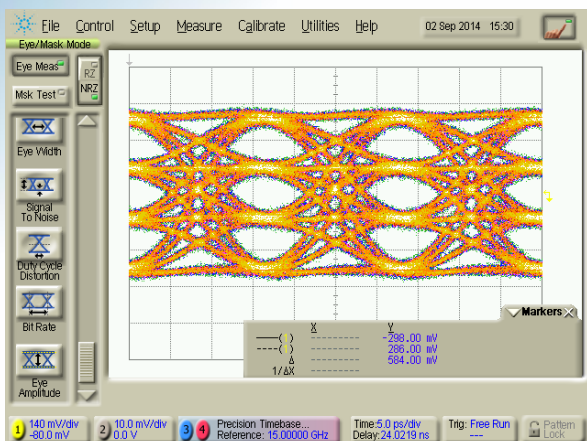 File Control Setup Measure Calibrate Utilities Help 02 Sep 2014 15:30
Eye/Mask Mode
Eye Meas
RZ
NRZ
Msk Test
Eye Width
Signal
To Noise
Duty Cycle
Distortion
Bit Rate
Eye
Amplitude
Markers
X Y
----( ) --------- -298.00 mV
----( ) --------- 286.00 mV
Δ --------- 584.00 mV
1/ΔX ---------
1 140 mV/div
-80.0 mV
2 10.0 mV/div
0.0 V
3 4 Precision Timebase...
Reference: 15.00000 GHz
Time:5.0 ps/div
Delay:24.0219 ns
Trig: Free Run
---
Pattern
Lock